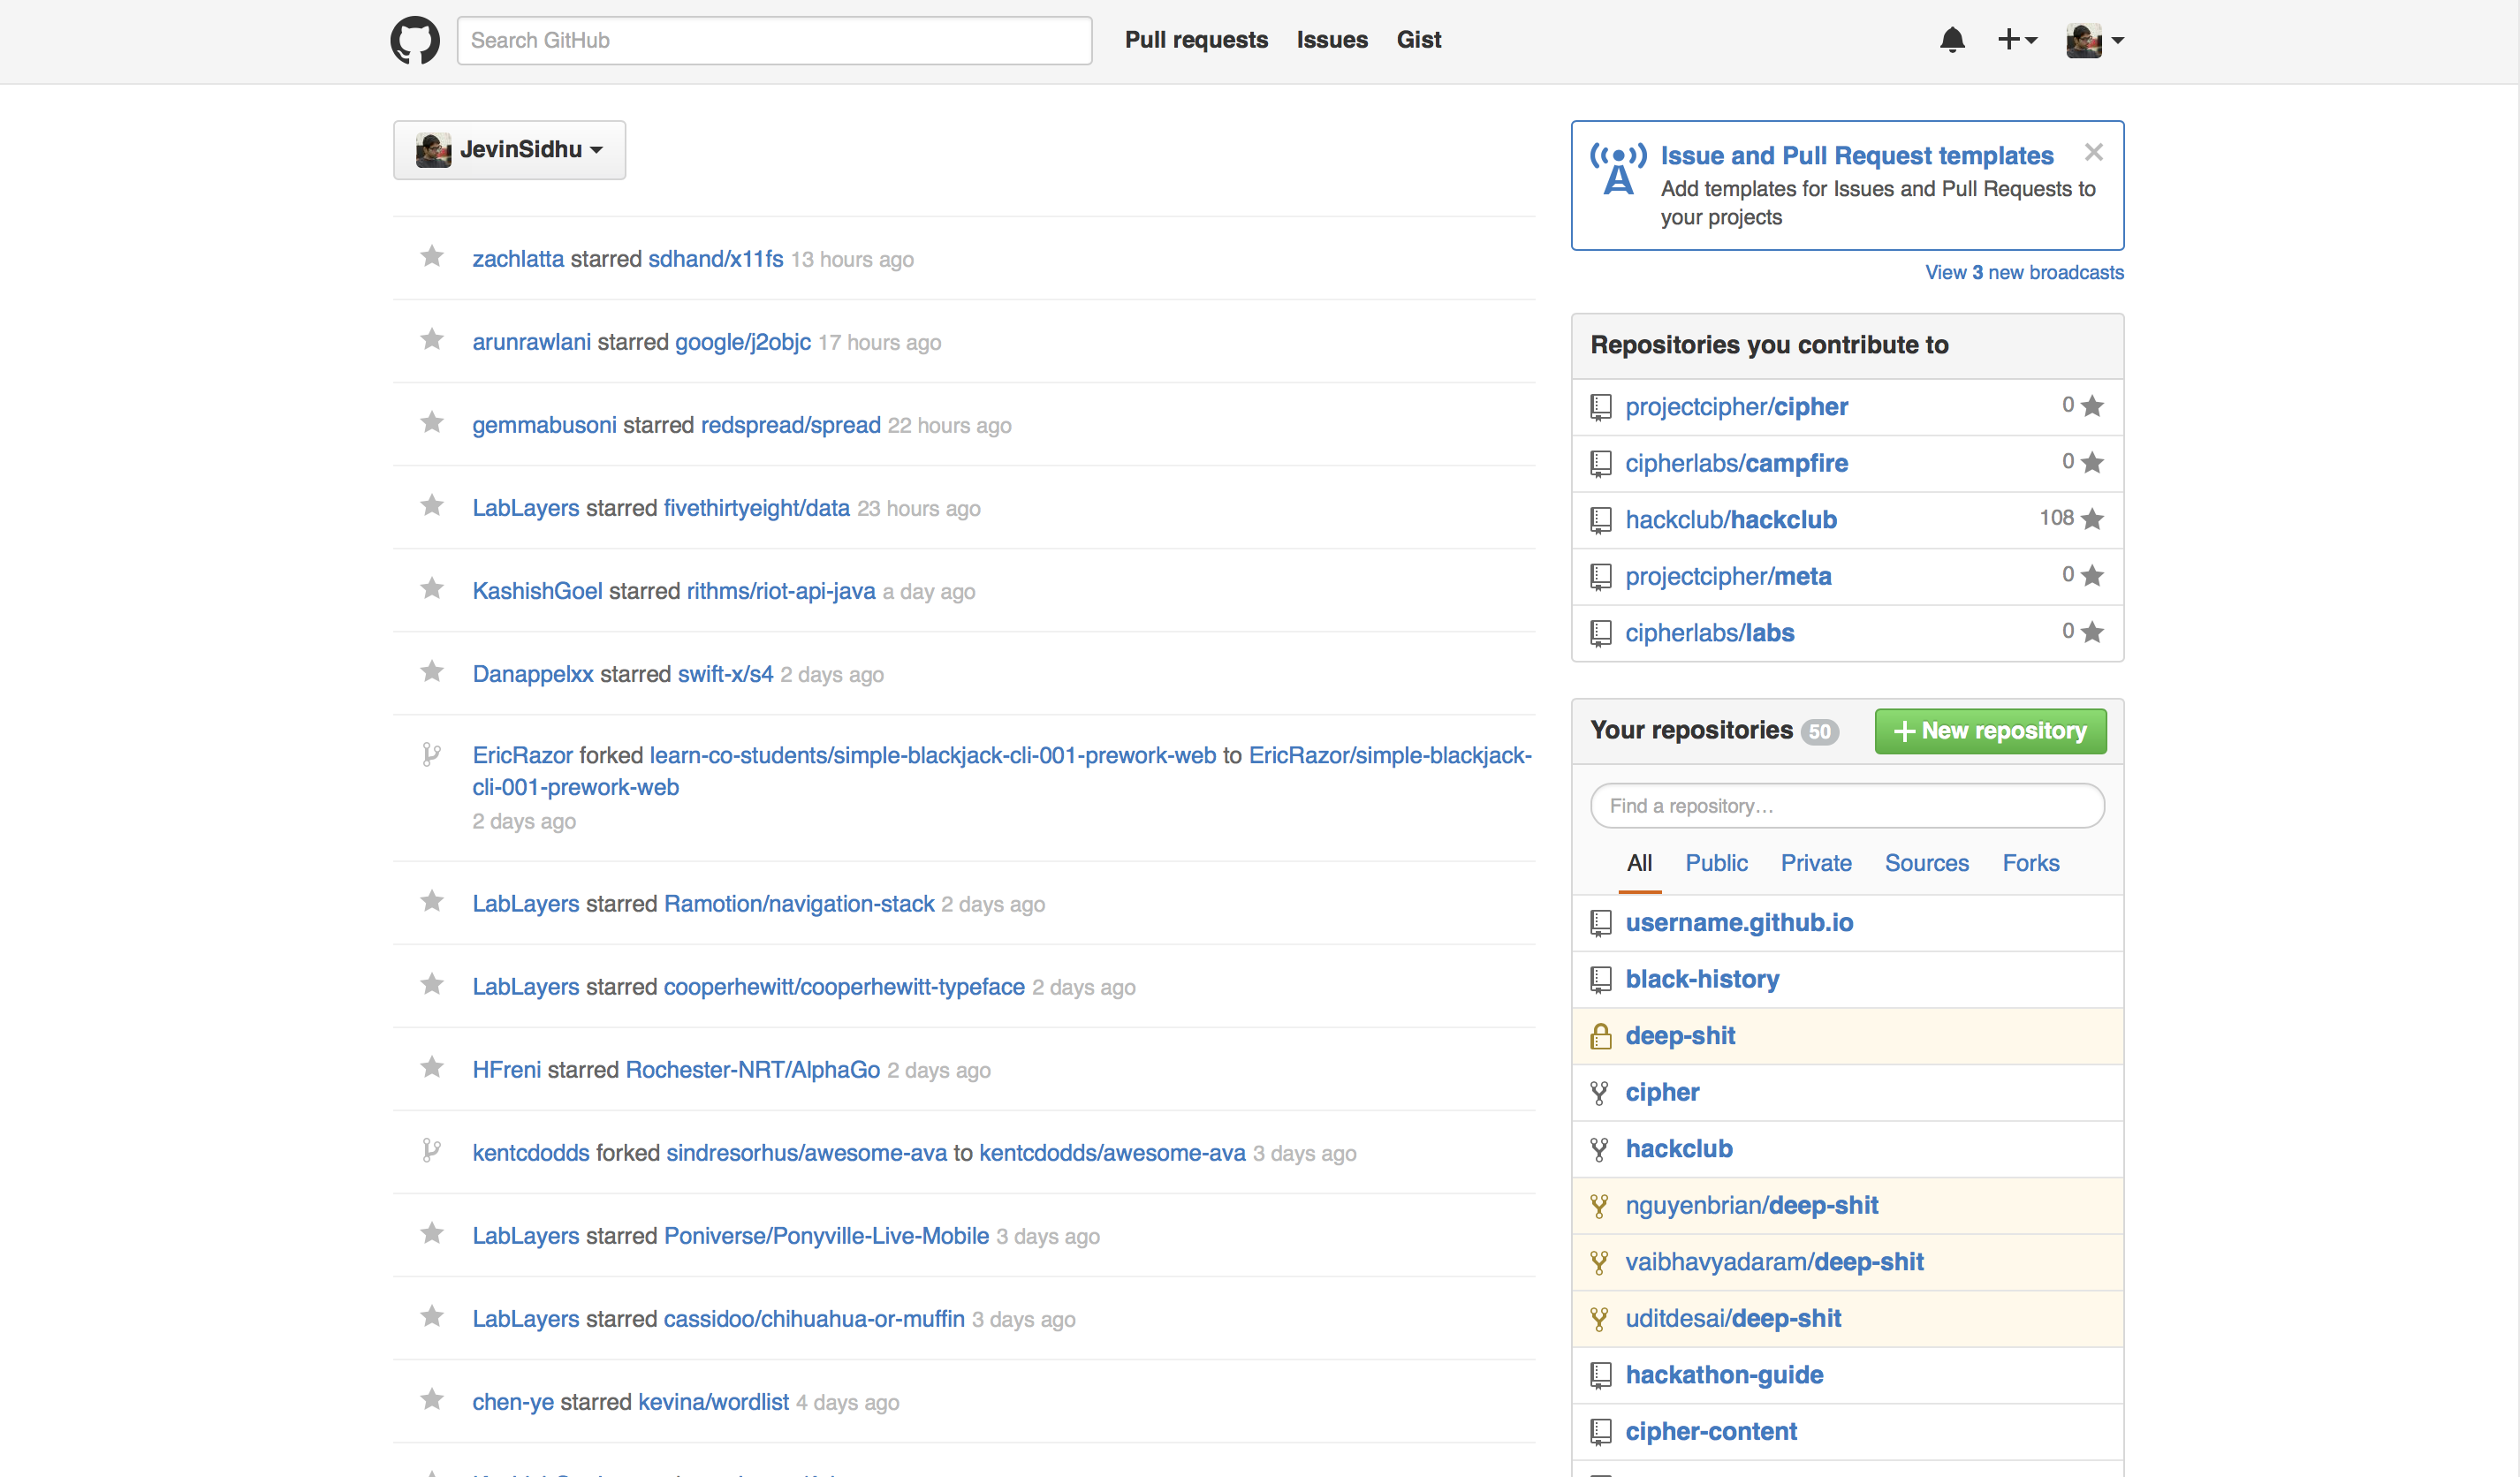 Search GitHub
Pull requests Issues Gist
JevinSidhu
zachlatta starred sdhand/x11fs 13 hours ago
arunrawlani starred google/j2objc 17 hours ago
gemmabusoni starred redspread/spread 22 hours ago
LabLayers starred fivethirtyeight/data 23 hours ago
KashishGoel starred rithms/riot-api-java a day ago
Danappelxx starred swift-x/s4 2 days ago
EricRazor forked learn-co-students/simple-blackjack-cli-001-prework-web to EricRazor/simple-blackjack-
cli-001-prework-web
2 days ago
LabLayers starred Ramotion/navigation-stack 2 days ago
LabLayers starred cooperhewitt/cooperhewitt-typeface 2 days ago
HFreni starred Rochester-NRT/AlphaGo 2 days ago
kentcdodds forked sindresorhus/awesome-ava to kentcdodds/awesome-ava 3 days ago
LabLayers starred Poniverse/Ponyville-Live-Mobile 3 days ago
LabLayers starred cassidoo/chihuahua-or-muffin 3 days ago
chen-ye starred kevina/wordlist 4 days ago
Issue and Pull Request templates
Add templates for Issues and Pull Requests to
your projects
View 3 new broadcasts
Repositories you contribute to
projectcipher/cipher 0
cipherlabs/campfire 0
hackclub/hackclub 108
projectcipher/meta 0
cipherlabs/labs 0
Your repositories 50 New repository
Find a repository…
All Public Private Sources Forks
username.github.io
black-history
deep-shit
cipher
hackclub
nguyenbrian/deep-shit
vaibhavyadaram/deep-shit
uditdesai/deep-shit
hackathon-guide
cipher-content